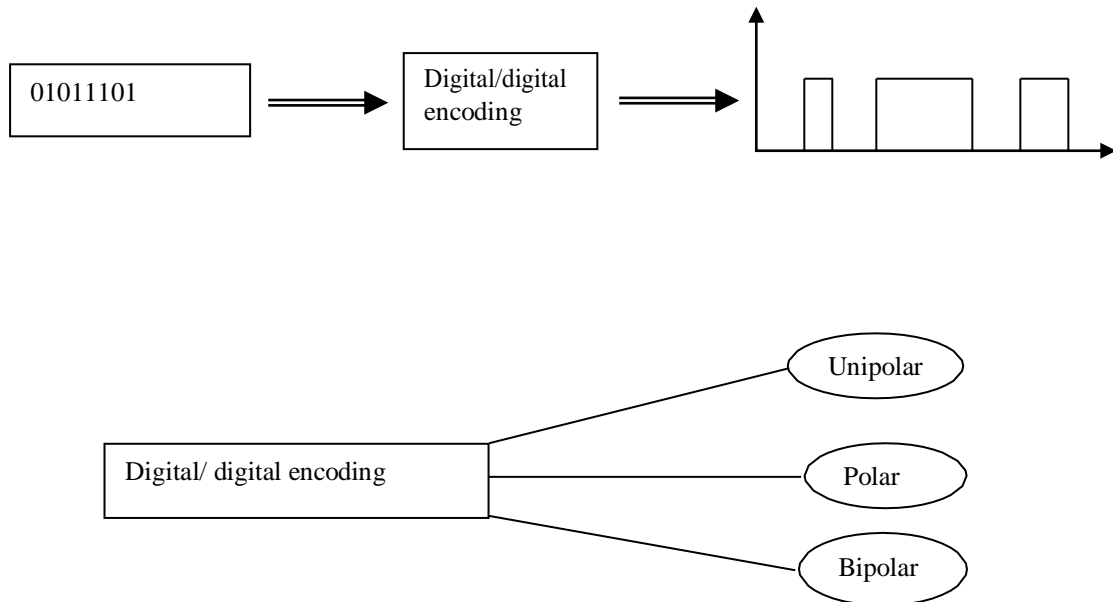 01011101
Digital/digital
encoding
Unipolar
Digital/ digital encoding
Polar
Bipolar